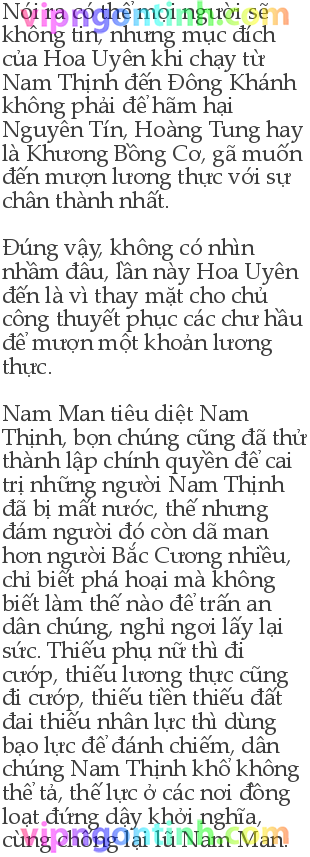 Nói ra có thể mọi người sẽ
không tin, nhưng mục đích
của Hoa Uyên khi chạy từ
Nam Thịnh đến Đông Khánh
không phải để hãm hại
Nguyên Tín, Hoàng Tung hay
là Khương Bồng Cơ, gã muốn
đến mượn lương thực với sự
chân thành nhất.
Đúng vậy, không có nhìn
nhầm đâu, lần này Hoa Uyên
đến là vì thay mặt cho chủ
công thuyết phục các chư hầu
để mượn một khoản lương
thực.
Nam Man tiêu diệt Nam
Thịnh, bọn chúng cũng đã thử
thành lập chính quyền để cai
trị những người Nam Thịnh
đã bị mất nước, thế nhưng
đám người đó còn dã man
hơn người Bắc Cương nhiều,
chỉ biết phá hoại mà không
biết làm thế nào để trấn an
dân chúng, nghỉ ngơi lấy lại
sức. Thiếu phụ nữ thì đi
cướp, thiếu lương thực cũng
đi cướp, thiếu tiền thiếu đất
đai thiếu nhân lực thì dùng
bạo lực để đánh chiếm, dân
chúng Nam Thịnh khổ không
thể tả, thế lực ở các nơi đồng
loạt đứng dậy khởi nghĩa,
cùng chống lại lũ Nam Man.
vipngontinh.com
vipngontinh.com